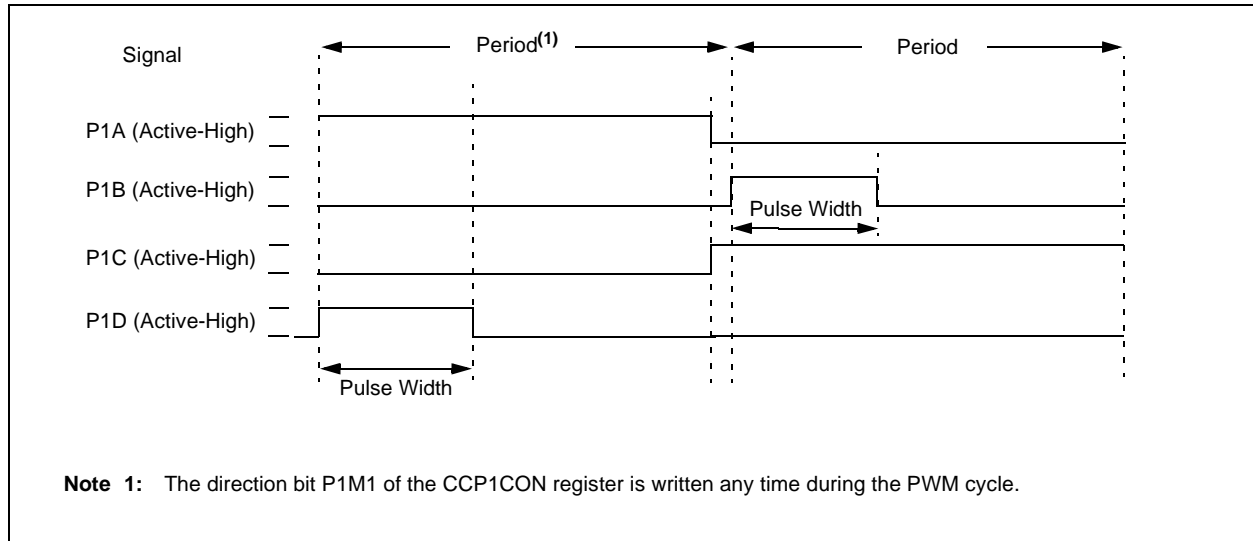 Signal
Period(1)
Period
P1A (Active-High)
P1B (Active-High)
Pulse Width
P1C (Active-High)
P1D (Active-High)
Pulse Width
Note 1: The direction bit P1M1 of the CCP1CON register is written any time during the PWM cycle.